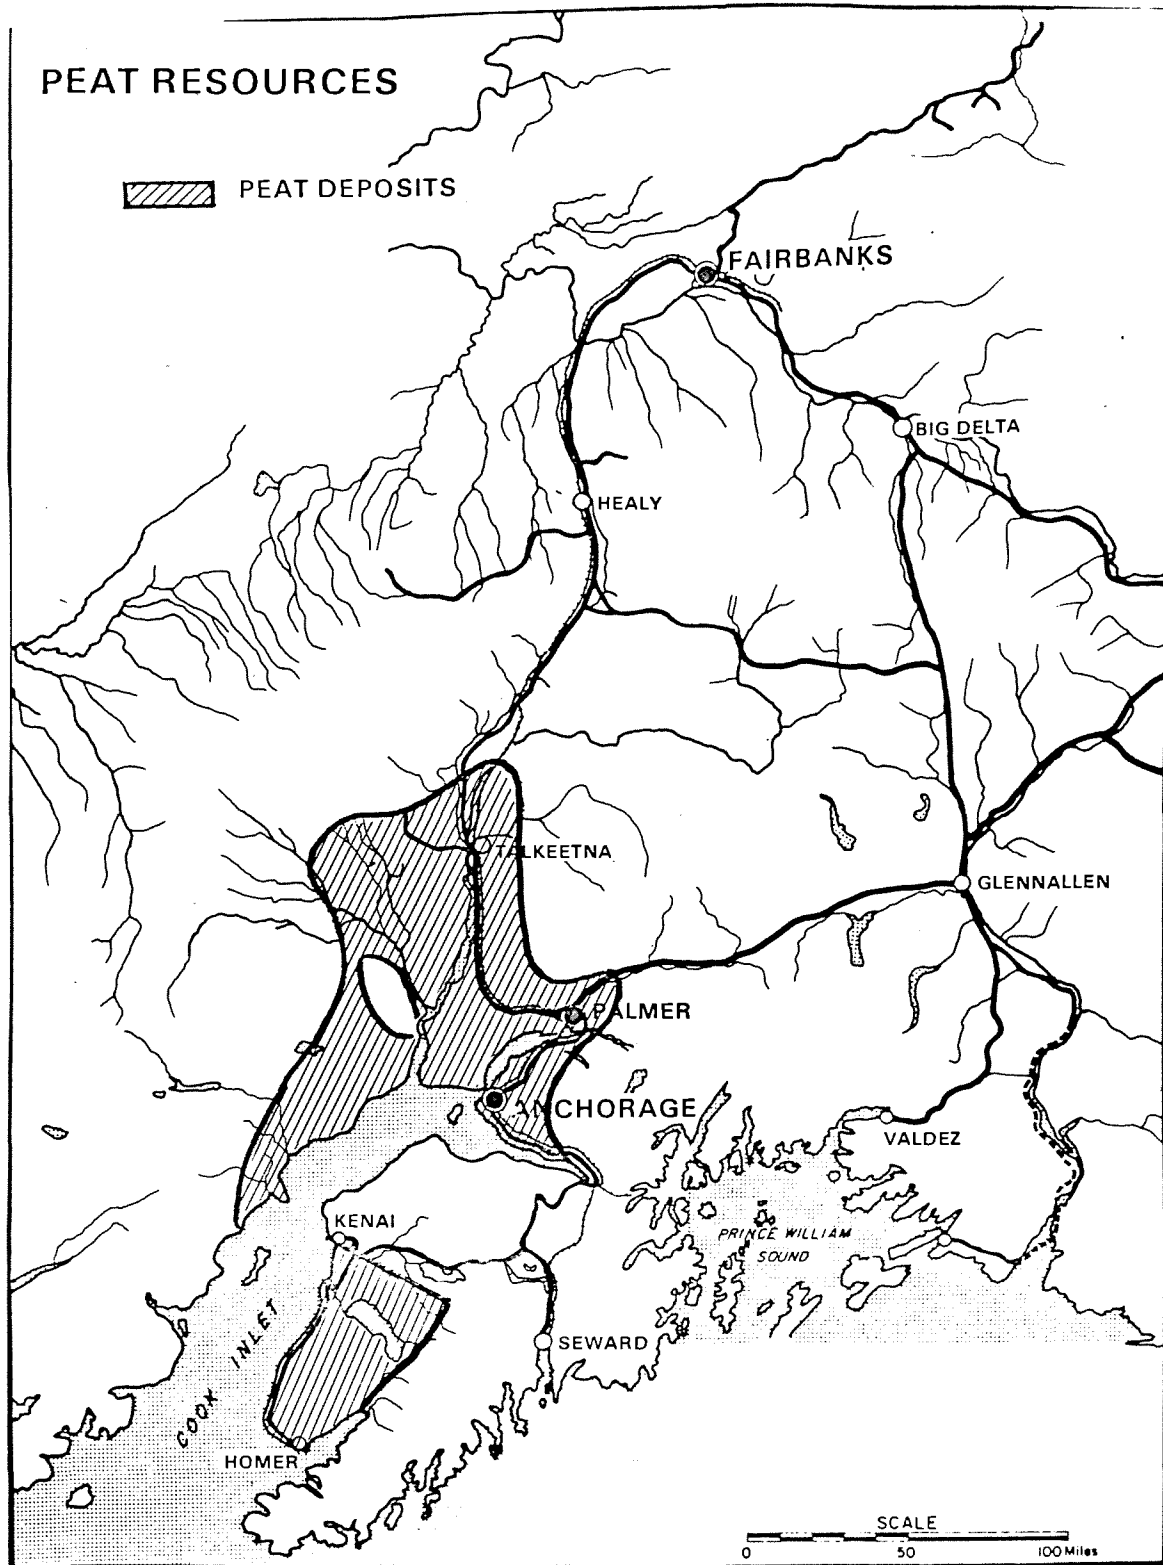 PEAT RESOURCES
PEAT DEPOSITS
FAIRBANKS
BIG DELTA
HEALY
TALKEETNA
GLENNALLEN
PALMER
ANCHORAGE
VALDEZ
KENAI
PRINCE WILLIAM
SOUND
COOK INLET
SEWARD
HOMER
SCALE
0 50 100 Miles